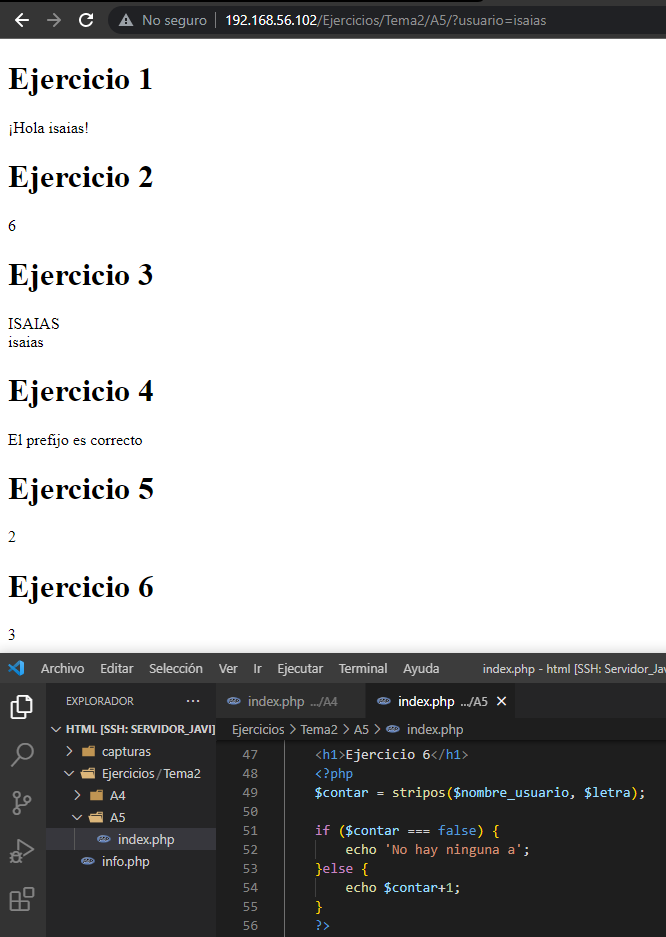 No seguro | 192.168.56.102/Ejercicios/Tema2/A5/?usuario=isaias
Ejercicio 1
¡Hola isaias!
Ejercicio 2
6
Ejercicio 3
ISAIAS
isaias
Ejercicio 4
El prefijo es correcto
Ejercicio 5
2
Ejercicio 6
3
Archivo Editar Selección Ver Ir Ejecutar Terminal Ayuda index.php - html [SSH: Servidor_Jav
EXPLORADOR ···
HTML [SSH: SERVIDOR_JAVI]
capturas
Ejercicios / Tema2
A4
A5
index.php
info.php
index.php .../A4 index.php .../A5
Ejercicios > Tema2 > A5 > index.php
47 <h1>Ejercicio 6</h1>
48 <?php
49 $contar = stripos($nombre_usuario, $letra);
50
51 if ($contar === false) {
52 echo 'No hay ninguna a';
53 }else {
54 echo $contar+1;
55 }
56 ?>